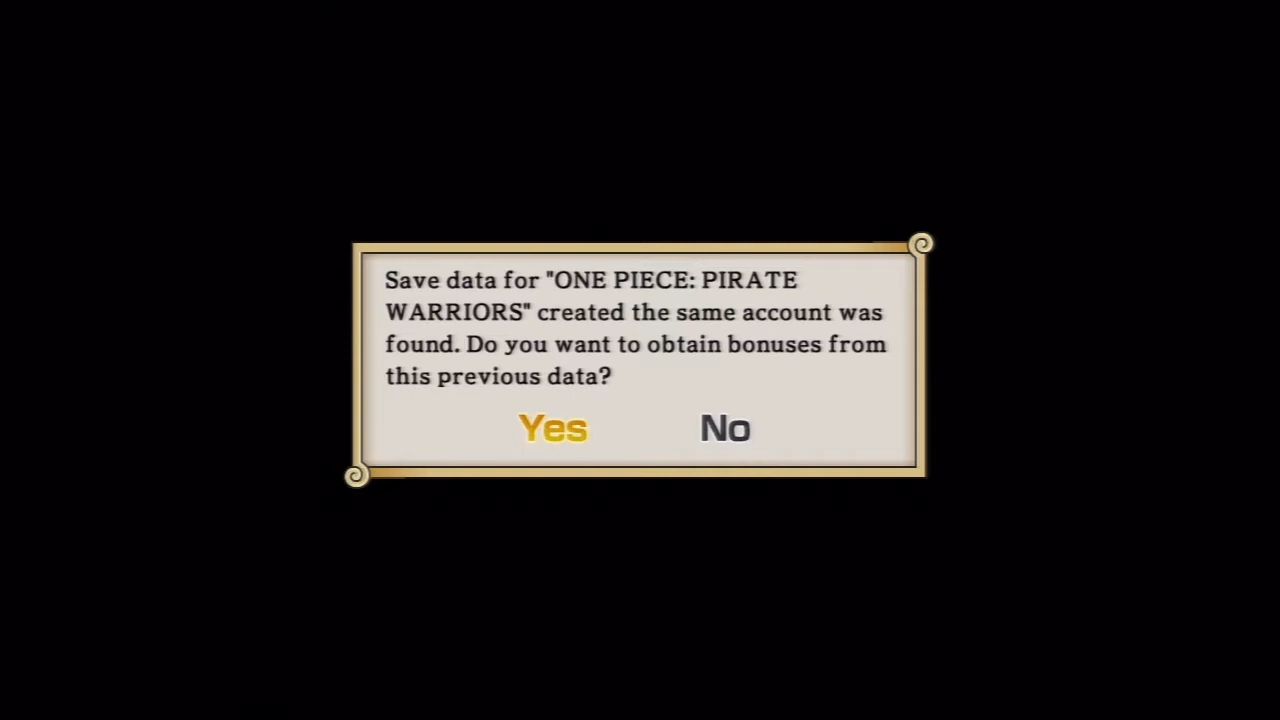 Save data for "ONE PIECE: PIRATE
WARRIORS" created the same account was
found. Do you want to obtain bonuses from
this previous data?
Yes No